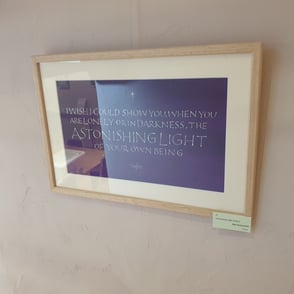 I WISH I COULD SHOW YOU, WHEN YOU
ARE LONELY OR IN DARKNESS, THE
ASTONISHING LIGHT
OF YOUR OWN BEING